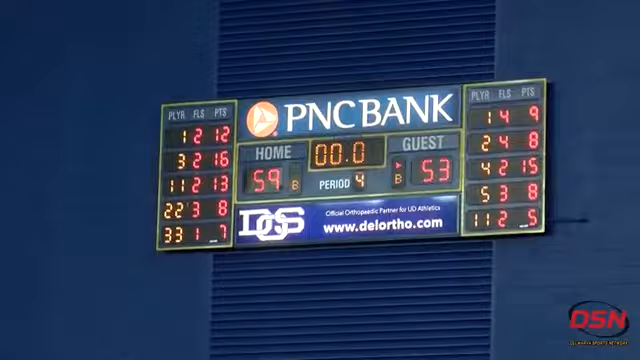 PLYR FLS PTS
1 2 12
3 2 16
11 2 13
22 3 8
33 1 7
PNC BANK
HOME
59
B
00.0
PERIOD 4
GUEST
B
53
DOS
Official Orthopaedic Partner for UD Athletics
www.delortho.com
PLYR FLS PTS
1 4 9
2 4 8
4 2 15
5 3 8
11 2 5
DSN
DELMARVA SPORTS NETWORK